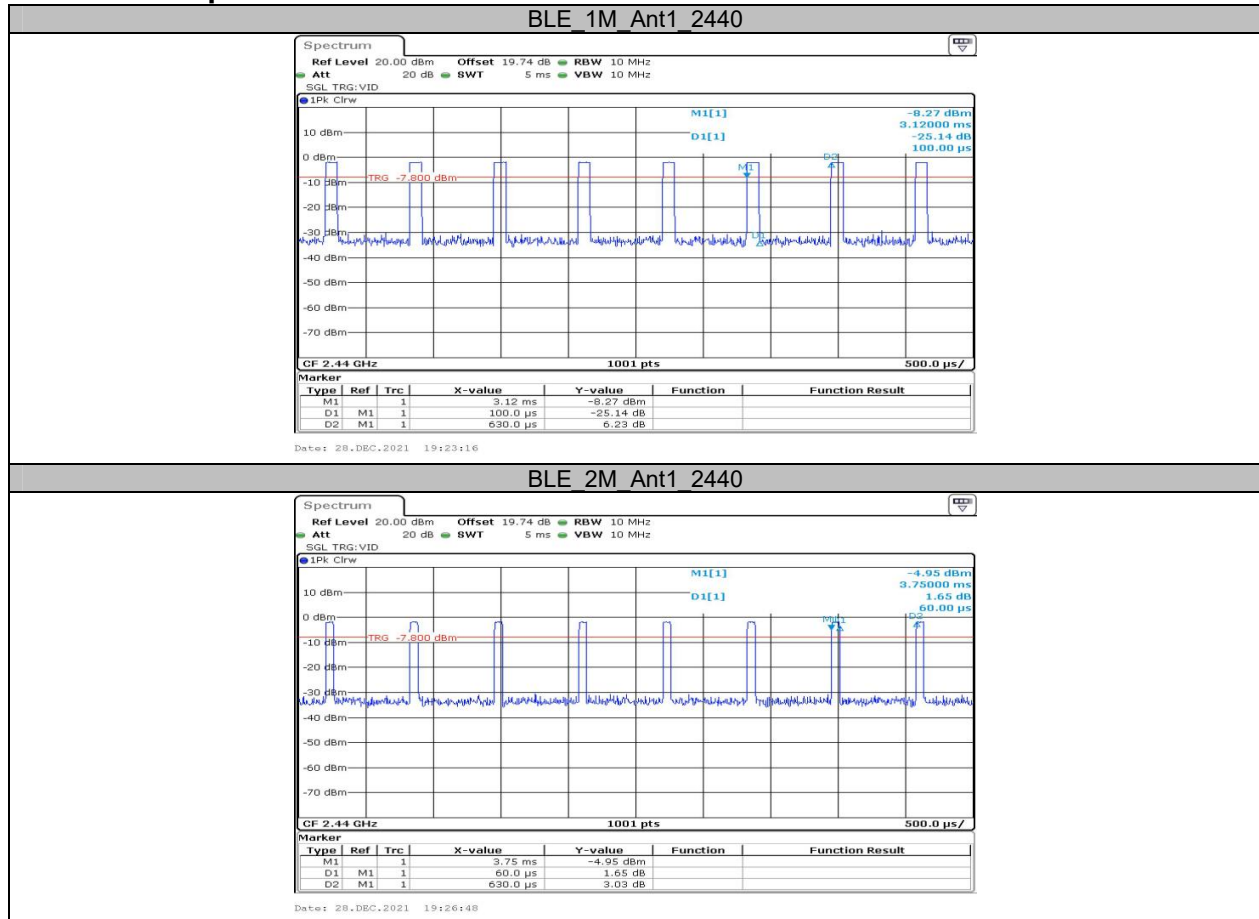 BLE_1M_Ant1_2440
Spectrum
Ref Level 20.00 dBm Offset 19.74 dB RBW 10 MHz
Att 20 dB SWT 5 ms VBW 10 MHz
SGL TRG:VID
1Pk Clrw
M1[1] -8.27 dBm
3.12000 ms
10 dBm
D1[1] -25.14 dB
100.00 µs
0 dBm
D2
M1
TRG -7.800 dBm
-10 dBm
-20 dBm
-30 dBm
D1
-40 dBm
-50 dBm
-60 dBm
-70 dBm
CF 2.44 GHz 1001 pts 500.0 µs/
Marker
Type Ref Trc X-value Y-value Function Function Result
M1 1 3.12 ms -8.27 dBm
D1 M1 1 100.0 µs -25.14 dB
D2 M1 1 630.0 µs 6.23 dB
Date: 28.DEC.2021 19:23:16
BLE_2M_Ant1_2440
Spectrum
Ref Level 20.00 dBm Offset 19.74 dB RBW 10 MHz
Att 20 dB SWT 5 ms VBW 10 MHz
SGL TRG:VID
1Pk Clrw
M1[1] -4.95 dBm
3.75000 ms
10 dBm
D1[1] 1.65 dB
60.00 µs
0 dBm
D2
TRG -7.800 dBm
-10 dBm
-20 dBm
-30 dBm
-40 dBm
-50 dBm
-60 dBm
-70 dBm
CF 2.44 GHz 1001 pts 500.0 µs/
Marker
Type Ref Trc X-value Y-value Function Function Result
M1 1 3.75 ms -4.95 dBm
D1 M1 1 60.0 µs 1.65 dB
D2 M1 1 630.0 µs 3.03 dB
Date: 28.DEC.2021 19:26:48